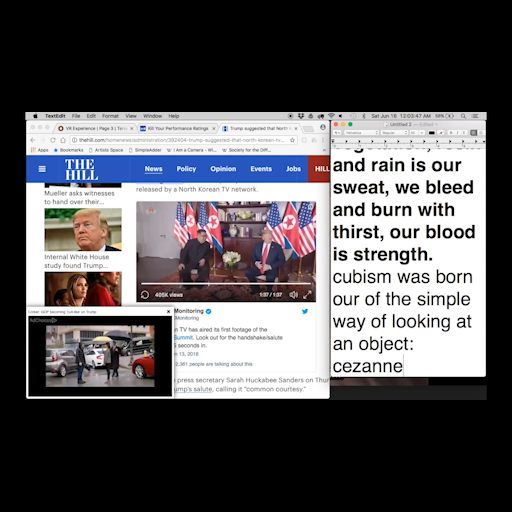 TextEdit File Edit Format View Window Help
Sat Jun 16 12:03:47 AM
VR Experience | Page 3 |
Kill Your Performance Ratings
Trump suggested that North
thehill.com/homenews/administration/392404-trump-suggested-that-north-korean-
Apps Bookmarks Artists Space SimpleAdder I Am a Camera - Society for the Diff...
Untitled 2
THE
HILL
News Policy Opinion Events Jobs HILL
released by a North Korean TV network.
Mueller asks witnesses
to hand over their...
Internal White House
study found Trump...
405K views 1:37 / 1:37
Monitoring
Monitoring
n TV has aired its first footage of the
Summit. Look out for the handshake/salute
seconds in.
13, 2018
people are talking about this
AdChoices
press secretary Sarah Huckabee Sanders on Thur
mp's salute, calling it "common courtesy."
and rain is our
sweat, we bleed
and burn with
thirst, our blood
is strength.
cubism was born
our of the simple
way of looking at
an object:
cezanne